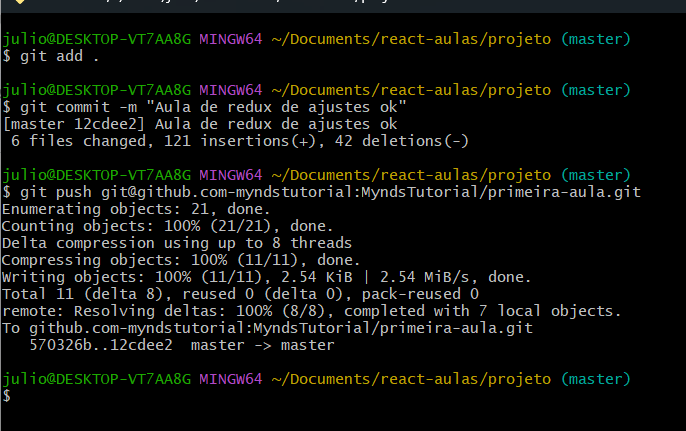 julio@DESKTOP-VT7AA8G MINGW64 ~/Documents/react-aulas/projeto (master)
$ git add .
julio@DESKTOP-VT7AA8G MINGW64 ~/Documents/react-aulas/projeto (master)
$ git commit -m "Aula de redux de ajustes ok"
[master 12cdee2] Aula de redux de ajustes ok
 6 files changed, 121 insertions(+), 42 deletions(-)
julio@DESKTOP-VT7AA8G MINGW64 ~/Documents/react-aulas/projeto (master)
$ git push git@github.com-myndstutorial:MyndsTutorial/primeira-aula.git
Enumerating objects: 21, done.
Counting objects: 100% (21/21), done.
Delta compression using up to 8 threads
Compressing objects: 100% (11/11), done.
Writing objects: 100% (11/11), 2.54 KiB | 2.54 MiB/s, done.
Total 11 (delta 8), reused 0 (delta 0), pack-reused 0
remote: Resolving deltas: 100% (8/8), completed with 7 local objects.
To github.com-myndstutorial:MyndsTutorial/primeira-aula.git
   570326b..12cdee2  master -> master
julio@DESKTOP-VT7AA8G MINGW64 ~/Documents/react-aulas/projeto (master)
$